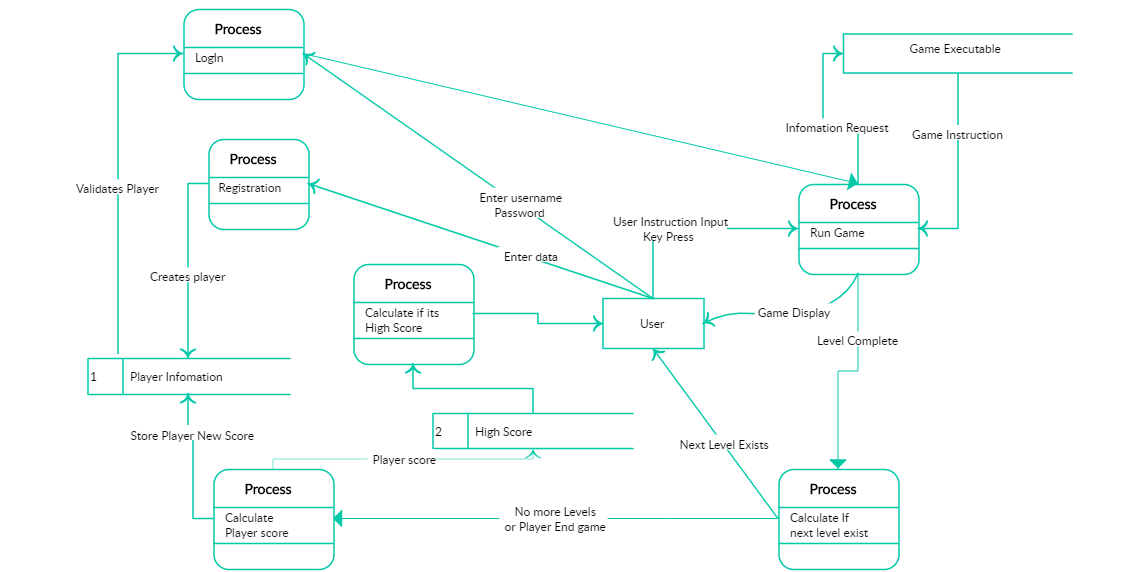 Process
LogIn
Game Executable
Infomation Request
Game Instruction
Process
Registration
Validates Player
Enter username
Password
Process
Run Game
User Instruction Input
Key Press
Enter data
Creates player
Process
Calculate if its
High Score
User
Game Display
Level Complete
1
Player Infomation
Store Player New Score
2
High Score
Next Level Exists
Player score
Process
Calculate
Player score
No more Levels
or Player End game
Process
Calculate If
next level exist